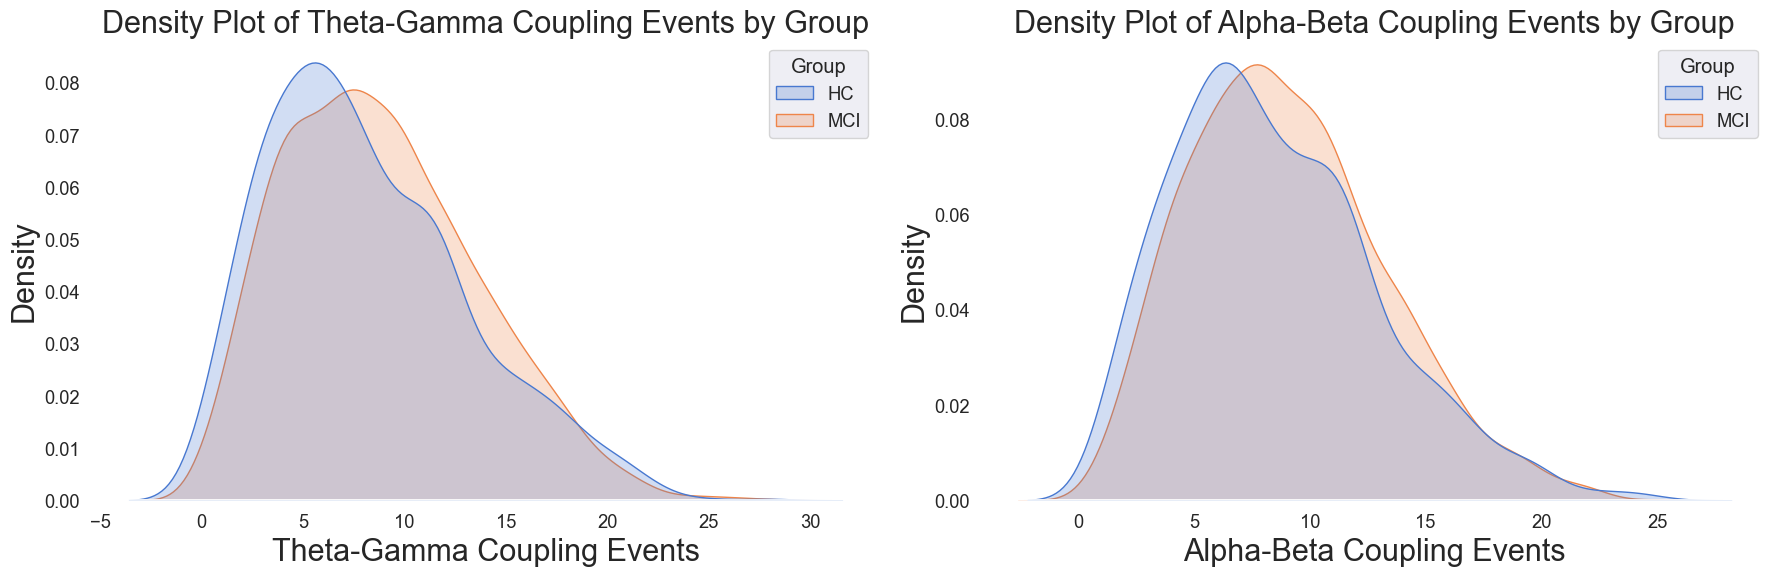 Density Plot of Theta-Gamma Coupling Events by Group
Group
HC
MCI
Density
0.08
0.07
0.06
0.05
0.04
0.03
0.02
0.01
0.00
−5 0 5 10 15 20 25 30
Theta-Gamma Coupling Events
Density Plot of Alpha-Beta Coupling Events by Group
Group
HC
MCI
Density
0.08
0.06
0.04
0.02
0.00
0 5 10 15 20 25
Alpha-Beta Coupling Events